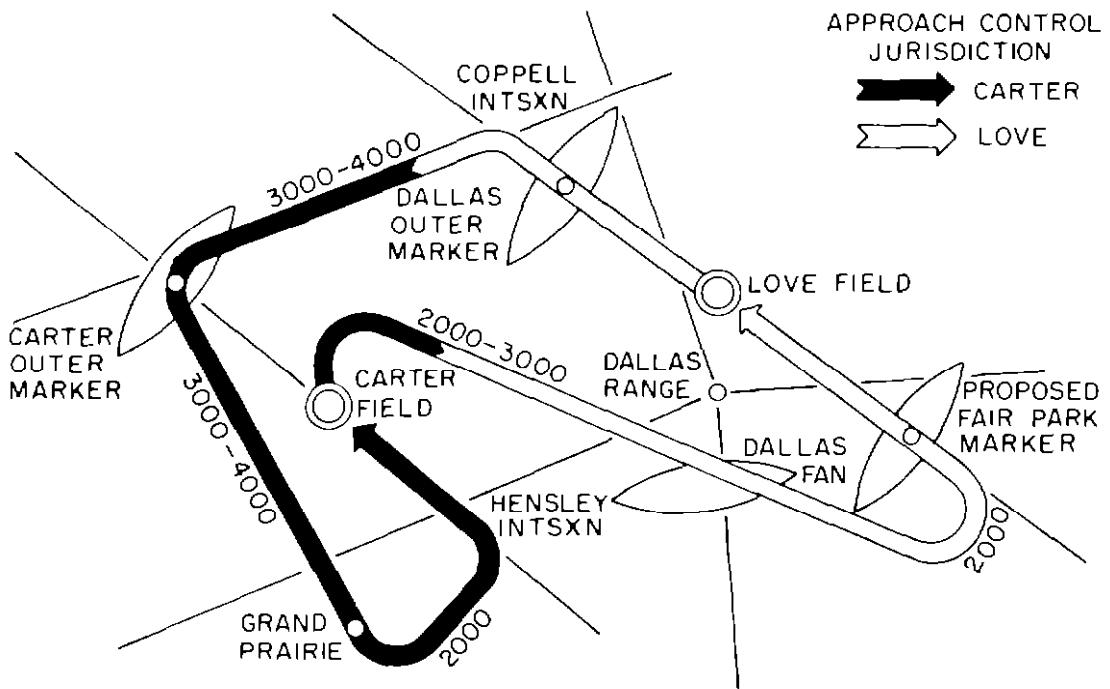 APPROACH CONTROL
JURISDICTION
CARTER
LOVE
COPPELL
INTSXN
3000-4000
DALLAS
OUTER
MARKER
LOVE FIELD
CARTER
OUTER
MARKER
2000-3000
CARTER
FIELD
DALLAS
RANGE
PROPOSED
FAIR PARK
MARKER
3000-4000
DALLAS
FAN
HENSLEY
INTSXN
2000
GRAND
PRAIRIE
2000